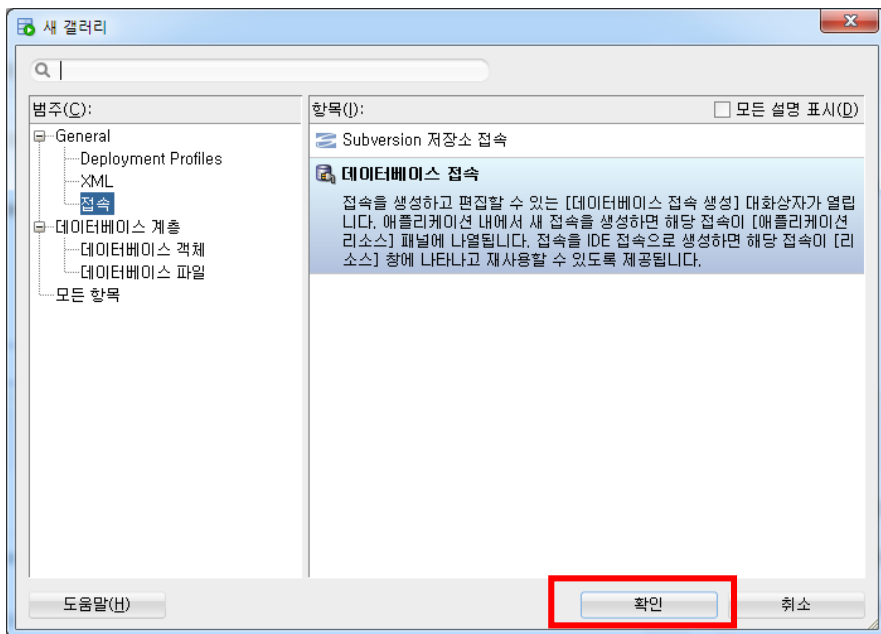 새 갤러리
범주(C):
General
Deployment Profiles
XML
접속
데이터베이스 계층
데이터베이스 객체
데이터베이스 파일
모든 항목
항목(I):
모든 설명 표시(D)
Subversion 저장소 접속
데이터베이스 접속
접속을 생성하고 편집할 수 있는 [데이터베이스 접속 생성] 대화상자가 열립
니다. 애플리케이션 내에서 새 접속을 생성하면 해당 접속이 [애플리케이션
리소스] 패널에 나열됩니다. 접속을 IDE 접속으로 생성하면 해당 접속이 [리
소스] 창에 나타나고 재사용할 수 있도록 제공됩니다.
도움말(H)
확인
취소